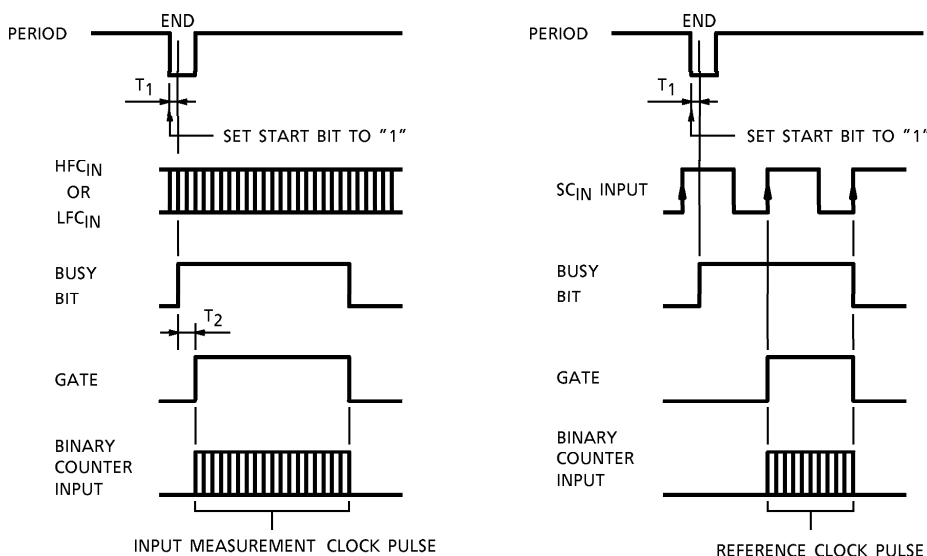 END
PERIOD
T1
SET START BIT TO "1"
HFCIN
OR
LFCIN
BUSY
BIT
T2
GATE
BINARY
COUNTER
INPUT
INPUT MEASUREMENT CLOCK PULSE
END
PERIOD
T1
SET START BIT TO "1"
SCIN INPUT
BUSY
BIT
GATE
BINARY
COUNTER
INPUT
REFERENCE CLOCK PULSE